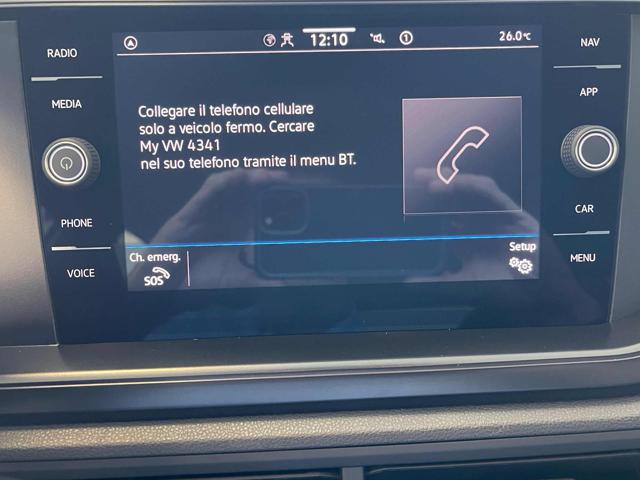 RADIO
MEDIA
PHONE
VOICE
12:10
1
26.0°C
Collegare il telefono cellulare
solo a veicolo fermo. Cercare
My VW 4341
nel suo telefono tramite il menu BT.
Ch. emerg.
SOS
Setup
NAV
APP
CAR
MENU